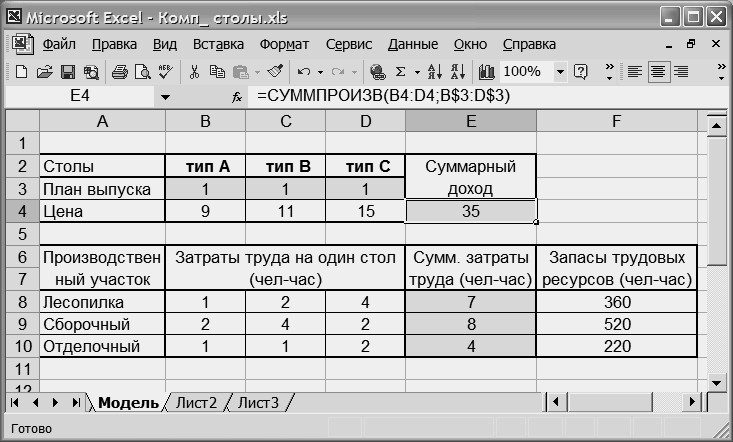 Microsoft Excel - Комп_ столы.xls
Файл Правка Вид Вставка Формат Сервис Данные Окно Справка
100%
E4 fx =СУММПРОИЗВ(B4:D4;B$3:D$3)
A B C D E F
1
2 Столы тип А тип В тип С Суммарный
3 План выпуска 1 1 1 доход
4 Цена 9 11 15 35
5
6 Производствен Затраты труда на один стол Сумм. затраты Запасы трудовых
7 ный участок (чел-час) труда (чел-час) ресурсов (чел-час)
8 Лесопилка 1 2 4 7 360
9 Сборочный 2 4 2 8 520
10 Отделочный 1 1 2 4 220
11
12
Модель Лист2 Лист3
Готово